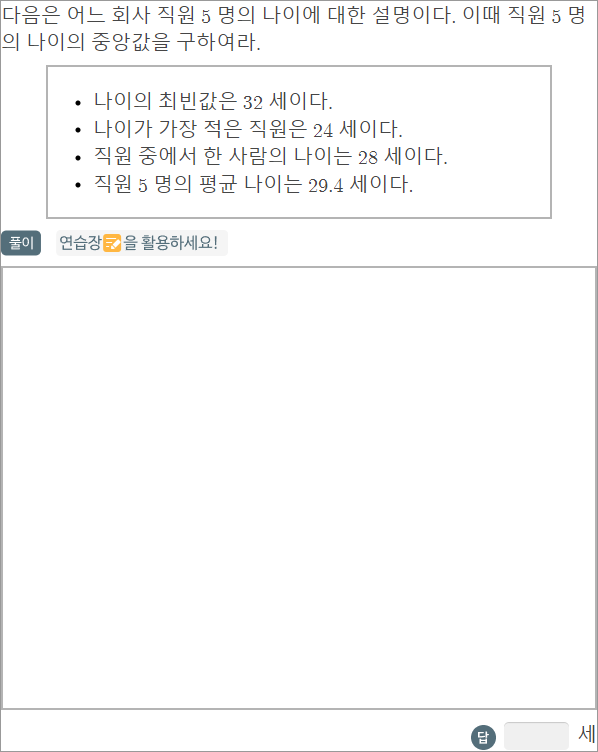 다음은 어느 회사 직원 5 명의 나이에 대한 설명이다. 이때 직원 5 명
의 나이의 중앙값을 구하여라.
• 나이의 최빈값은 32 세이다.
• 나이가 가장 적은 직원은 24 세이다.
• 직원 중에서 한 사람의 나이는 28 세이다.
• 직원 5 명의 평균 나이는 29.4 세이다.
풀이 연습장📝을 활용하세요!
답 세